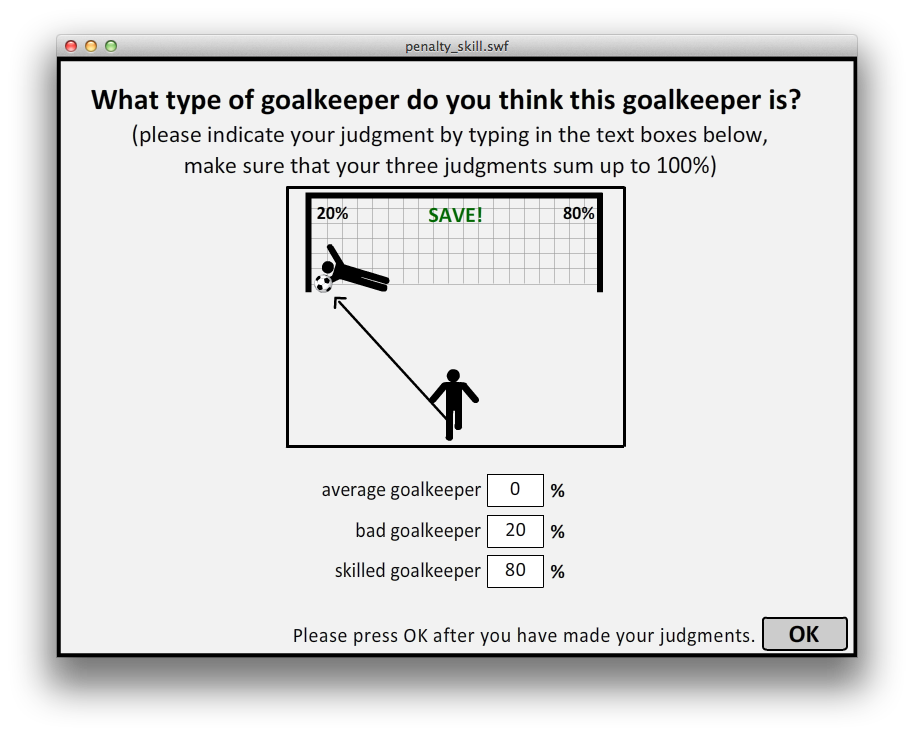 penalty_skill.swf
What type of goalkeeper do you think this goalkeeper is?
(please indicate your judgment by typing in the text boxes below,
make sure that your three judgments sum up to 100%)
20% SAVE! 80%
average goalkeeper 0 %
bad goalkeeper 20 %
skilled goalkeeper 80 %
Please press OK after you have made your judgments. OK